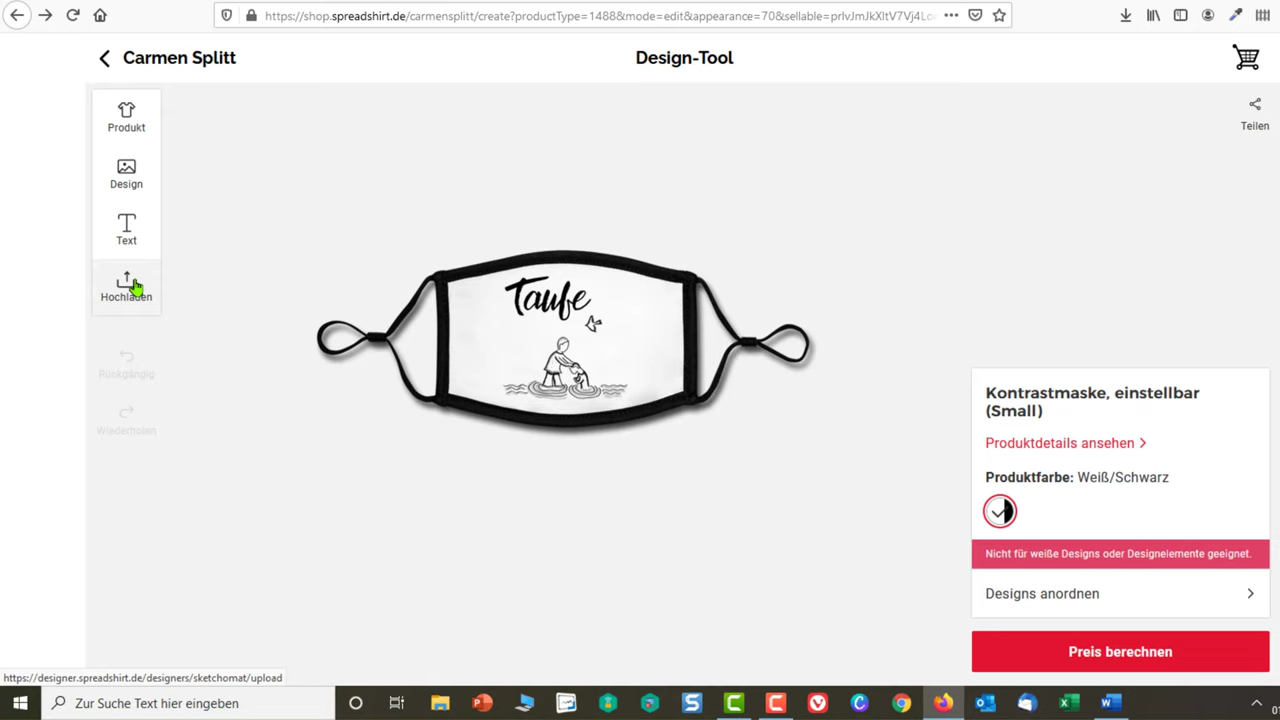 https://shop.spreadshirt.de/carmensplitt/create?productType=1488&mode=edit&appearance=70&sellable=prlvJmJkXltV7Vj4L
Carmen Splitt
Design-Tool
Produkt
Design
Text
Hochladen
Rückgängig
Wiederholen
Teilen
Taufe
Kontrastmaske, einstellbar
(Small)
Produktdetails ansehen
Produktfarbe: Weiß/Schwarz
Nicht für weiße Designs oder Designelemente geeignet.
Designs anordnen
Preis berechnen
https://designer.spreadshirt.de/designers/sketchomat/upload
Zur Suche Text hier eingeben